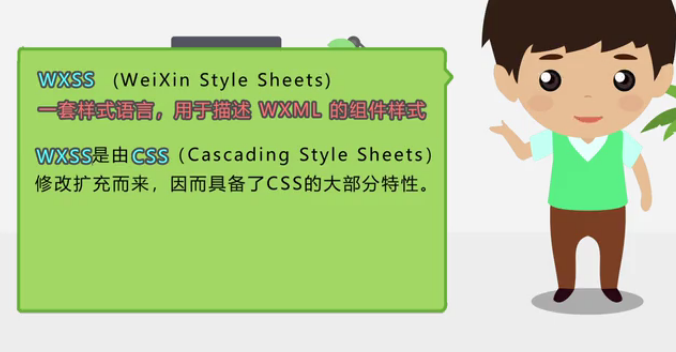 WXSS (WeiXin Style Sheets)
一套样式语言，用于描述 WXML 的组件样式
WXSS是由CSS (Cascading Style Sheets)
修改扩充而来，因而具备了CSS的大部分特性。